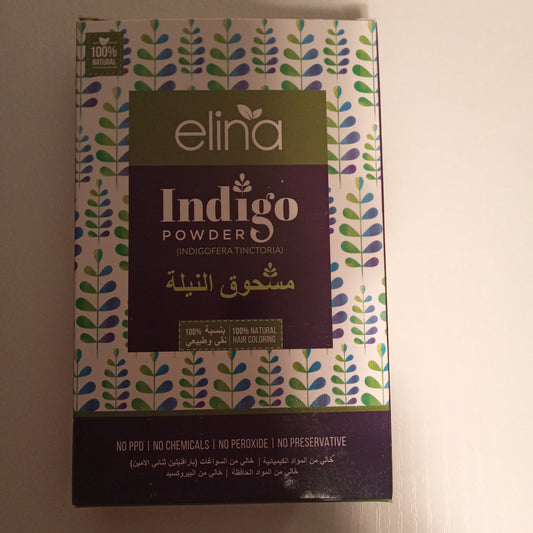 100%
NATURAL
elina
Indigo
POWDER
(INDIGOFERA TINCTORIA)
مسحوق النيلة
100% بنسبة
نقي وطبيعي
100% NATURAL
HAIR COLORING
NO PPD | NO CHEMICALS | NO PEROXIDE | NO PRESERVATIVE
خالي من المواد الكيميائية | خالي من السواغات (بارافينيلين ثنائي الأمين)
خالي من المواد الحافظة | خالي من البيروكسيد